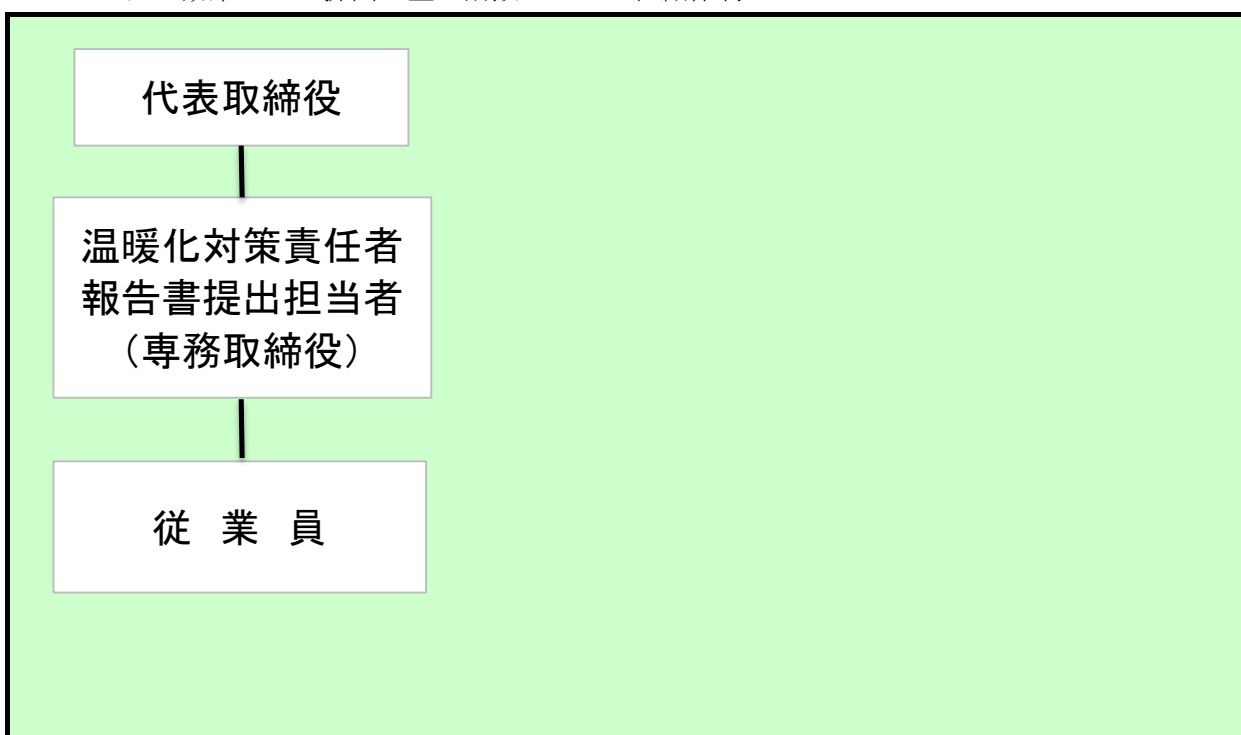 代表取締役
温暖化対策責任者
報告書提出担当者
（専務取締役）
従 業 員